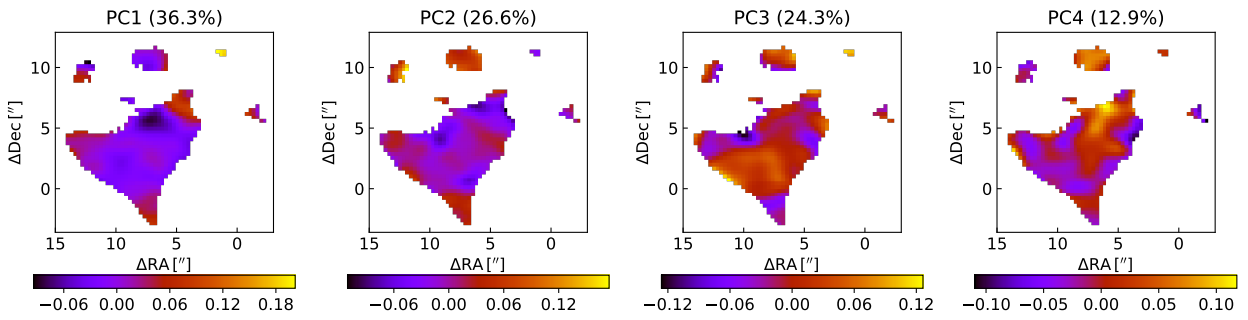 PC1 (36.3%) PC2 (26.6%) PC3 (24.3%) PC4 (12.9%)
10 10 10 10
5 5 5 5
0 0 0 0
ΔDec [″] ΔDec [″] ΔDec [″] ΔDec [″]
15 10 5 0 15 10 5 0 15 10 5 0 15 10 5 0
ΔRA [″] ΔRA [″] ΔRA [″] ΔRA [″]
−0.06 0.00 0.06 0.12 0.18 −0.06 0.00 0.06 0.12 −0.12 −0.06 0.00 0.06 0.12 −0.10 −0.05 0.00 0.05 0.10